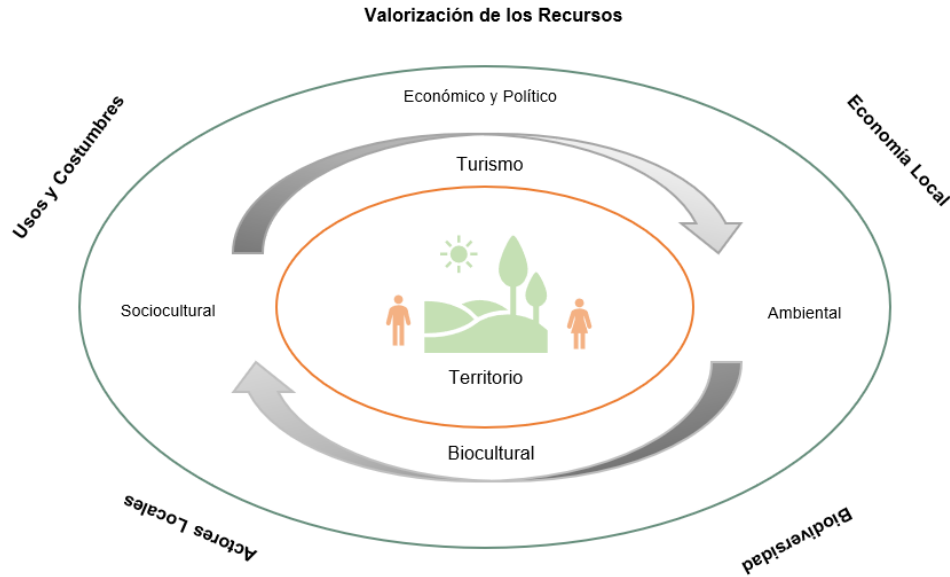 Valorización de los Recursos
Usos y Costumbres
Economía Local
Económico y Político
Turismo
Sociocultural
Ambiental
Territorio
Biocultural
Actores Locales
Biodiversidad